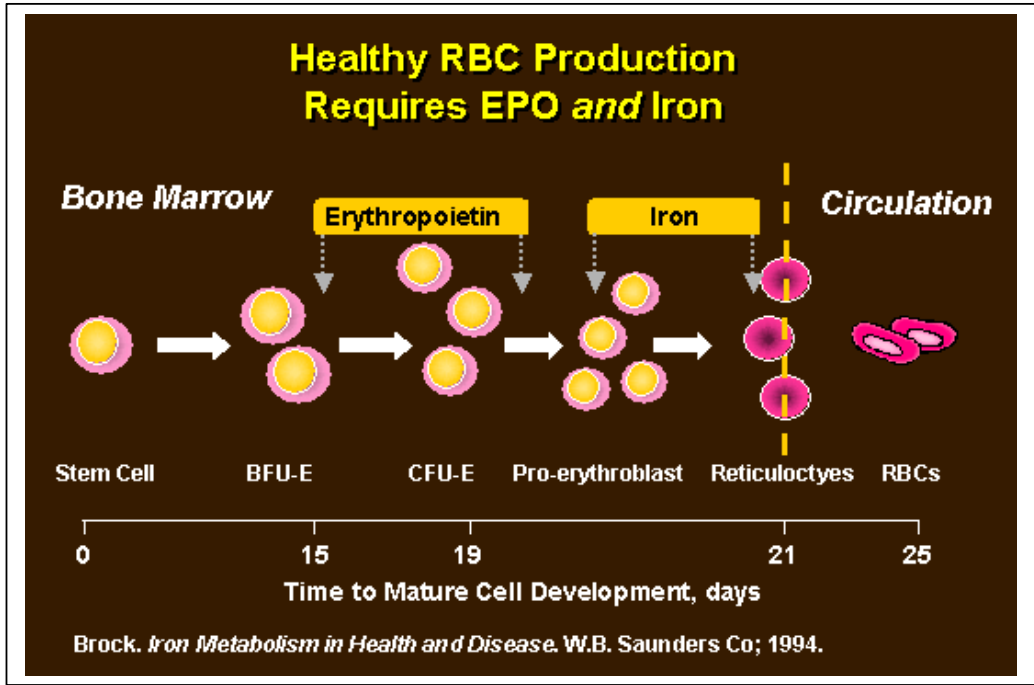 Healthy RBC Production
Requires EPO and Iron
Bone Marrow
Erythropoietin
Iron
Circulation
Stem Cell
BFU-E
CFU-E
Pro-erythroblast
Reticuloctyes
RBCs
0
15
19
21
25
Time to Mature Cell Development, days
Brock. Iron Metabolism in Health and Disease. W.B. Saunders Co; 1994.